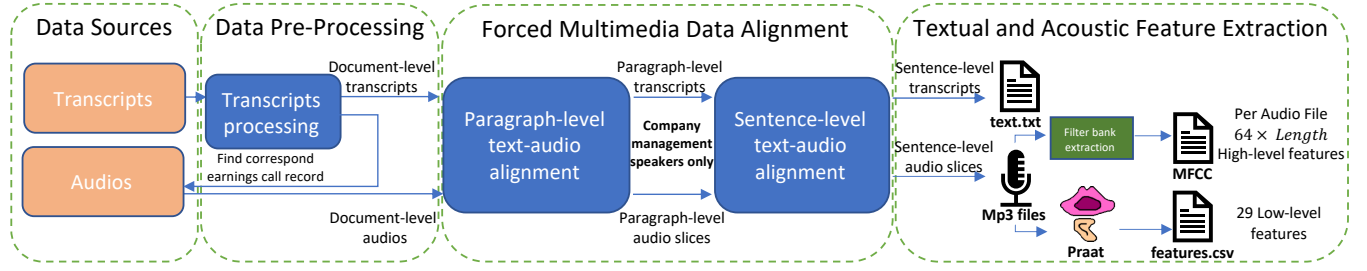 Data Sources
Transcripts
Audios
Data Pre-Processing
Document-level
transcripts
Transcripts
processing
Find correspond
earnings call record
Document-level
audios
Forced Multimedia Data Alignment
Paragraph-level
text-audio
alignment
Paragraph-level
transcripts
Company
management
speakers only
Paragraph-level
audio slices
Sentence-level
text-audio
alignment
Textual and Acoustic Feature Extraction
Sentence-level
transcripts
text.txt
Sentence-level
audio slices
Mp3 files
Filter bank
extraction
MFCC
Per Audio File
64 × Length
High-level features
Praat
features.csv
29 Low-level
features